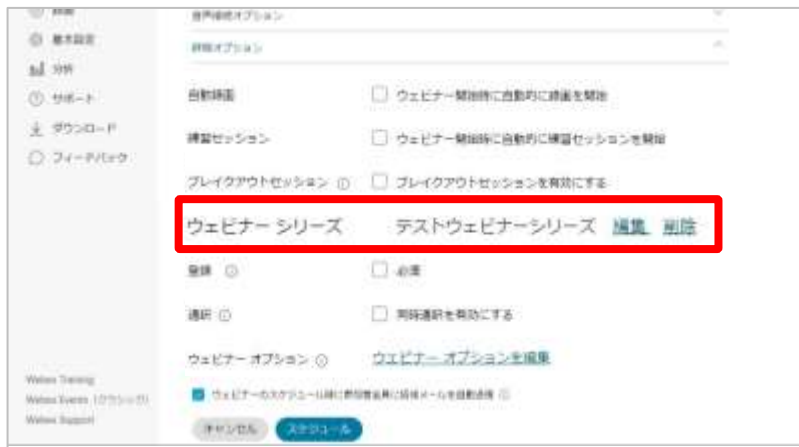 録画
音声接続オプション
基本設定
詳細オプション
分析
自動録画
ウェビナー開始時に自動的に録画を開始
サポート
ダウンロード
練習セッション
ウェビナー開始時に自動的に練習セッションを開始
フィードバック
ブレイクアウトセッション
ブレイクアウトセッションを有効にする
ウェビナー シリーズ
テストウェビナーシリーズ 編集 削除
登録
必須
通訳
同時通訳を有効にする
ウェビナー オプション
ウエビナー オプションを編集
Webex Training
Webex Events (クラシック)
Webex Support
キャンセル
スケジュール